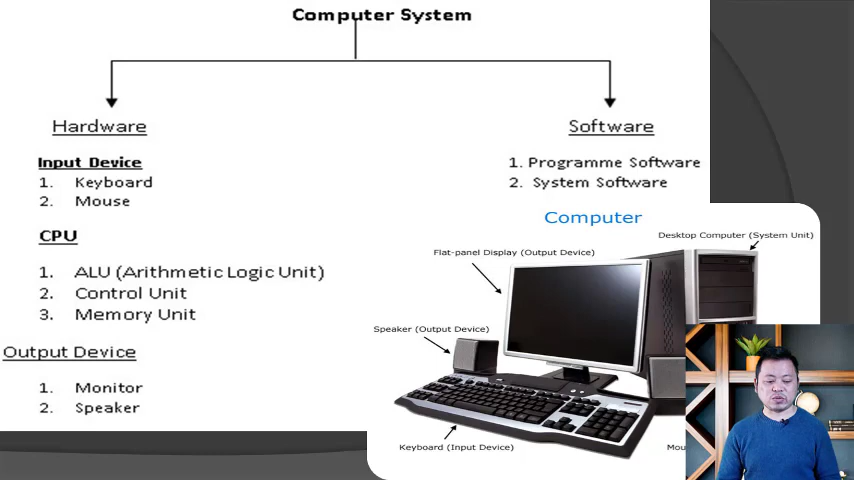 Computer System
Hardware
Input Device
1. Keyboard
2. Mouse
CPU
1. ALU (Arithmetic Logic Unit)
2. Control Unit
3. Memory Unit
Output Device
1. Monitor
2. Speaker
Software
1. Programme Software
2. System Software
Computer
Desktop Computer (System Unit)
Flat-panel Display (Output Device)
Speaker (Output Device)
Keyboard (Input Device)
Mou